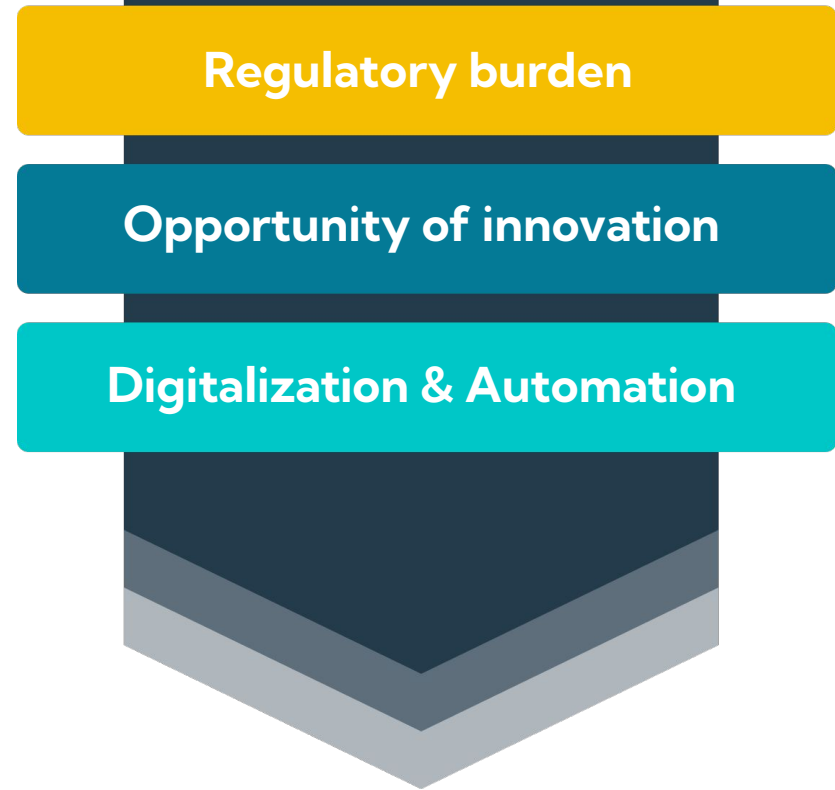 Regulatory burden
Opportunity of innovation
Digitalization & Automation